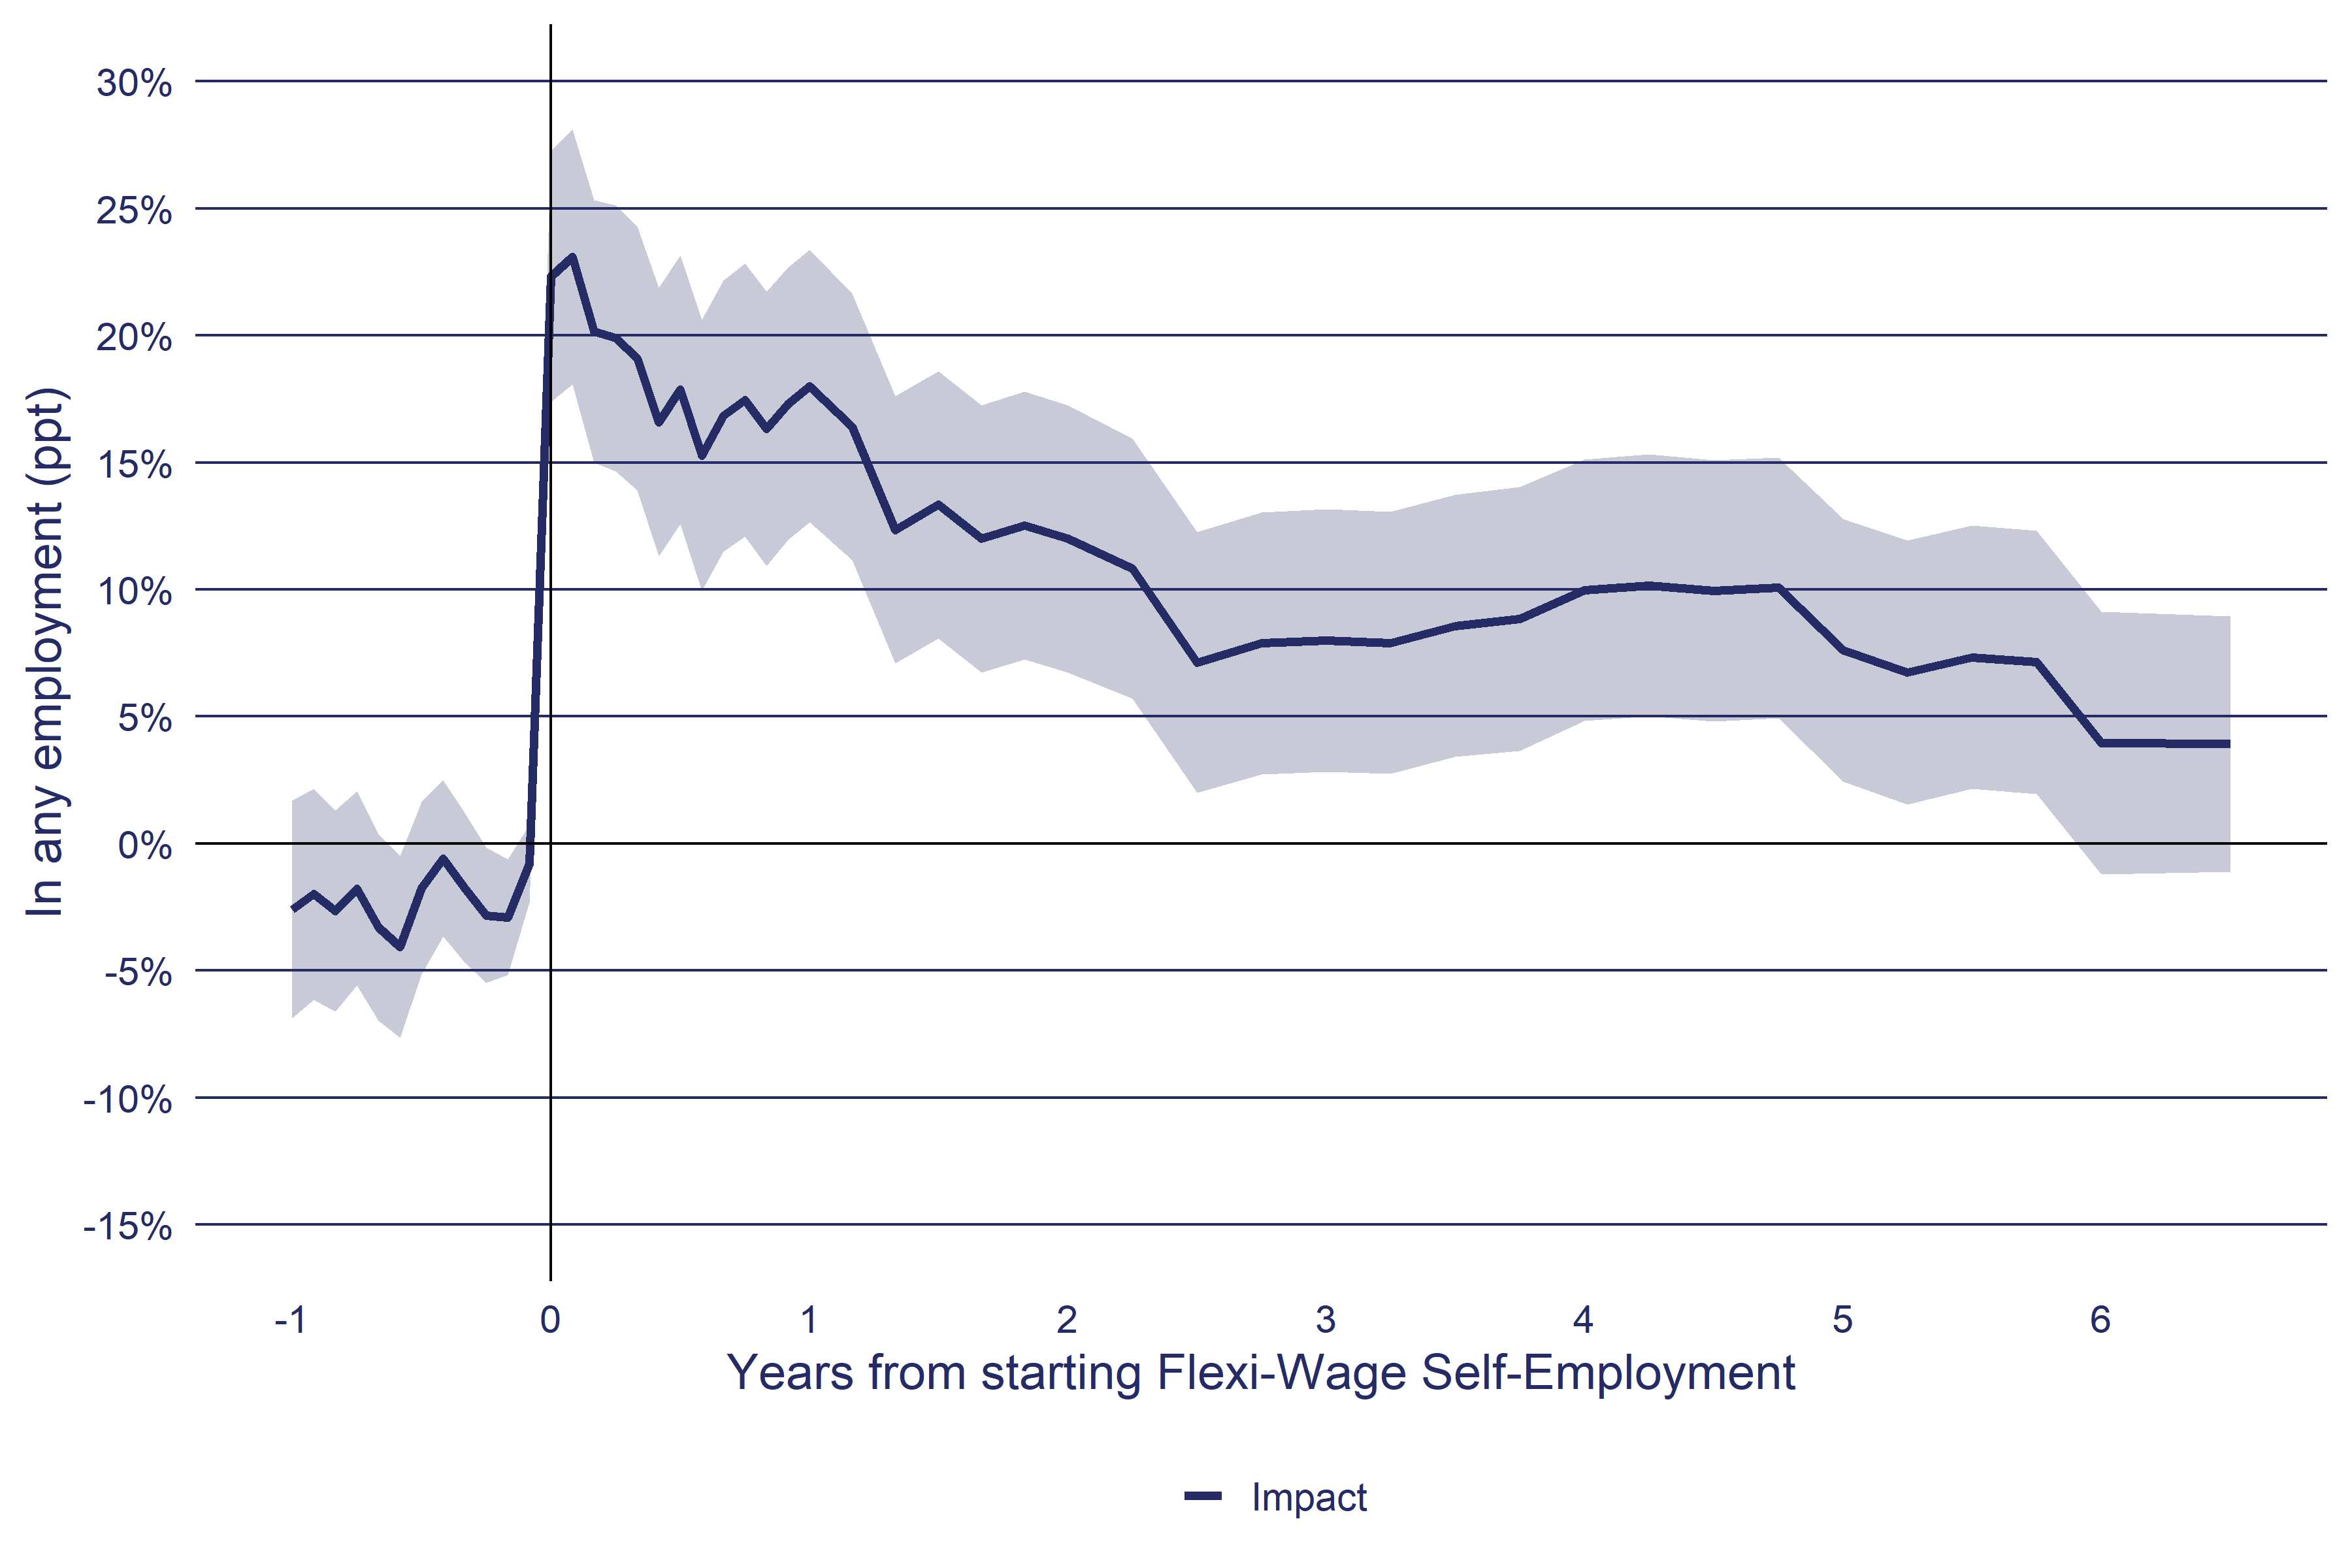 In any employment (ppt)
30%
25%
20%
15%
10%
5%
0%
-5%
-10%
-15%
-1 0 1 2 3 4 5 6
Years from starting Flexi-Wage Self-Employment
Impact